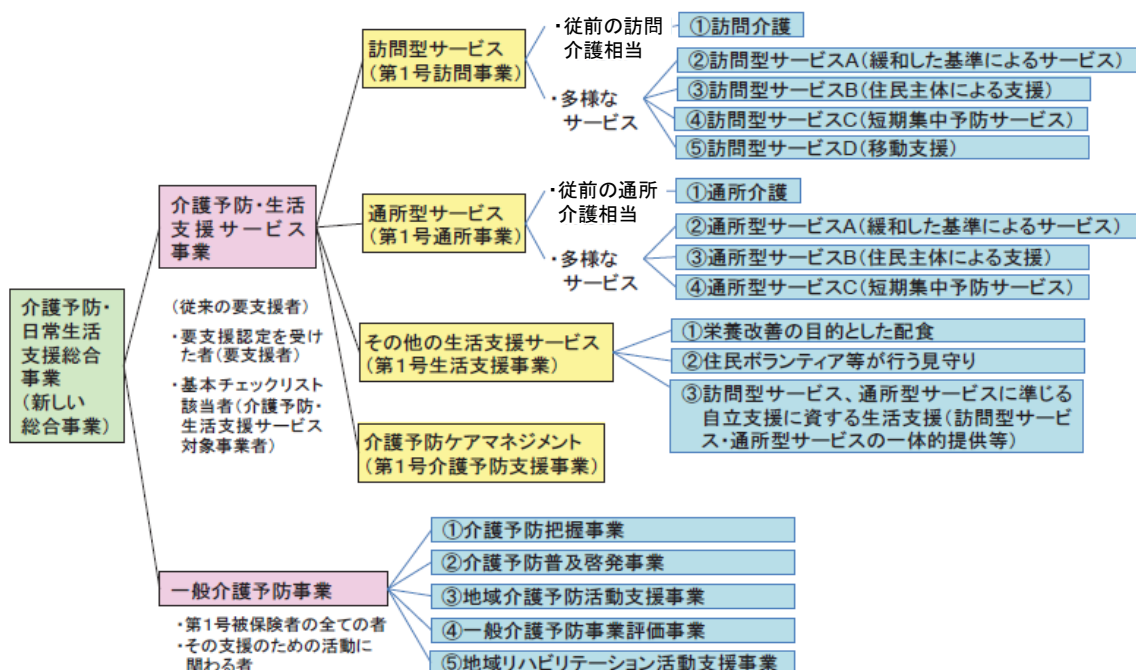 介護予防・
日常生活
支援総合
事業
(新しい
総合事業)
介護予防・生活
支援サービス
事業
(従来の要支援者)
・要支援認定を受け
た者(要支援者)
・基本チェックリスト
該当者(介護予防・
生活支援サービス
対象事業者)
訪問型サービス
(第1号訪問事業)
・従前の訪問
介護相当
①訪問介護
・多様な
サービス
②訪問型サービスA(緩和した基準によるサービス)
③訪問型サービスB(住民主体による支援)
④訪問型サービスC(短期集中予防サービス)
⑤訪問型サービスD(移動支援)
通所型サービス
(第1号通所事業)
・従前の通所
介護相当
①通所介護
・多様な
サービス
②通所型サービスA(緩和した基準によるサービス)
③通所型サービスB(住民主体による支援)
④通所型サービスC(短期集中予防サービス)
その他の生活支援サービス
(第1号生活支援事業)
①栄養改善の目的とした配食
②住民ボランティア等が行う見守り
③訪問型サービス、通所型サービスに準じる
自立支援に資する生活支援(訪問型サービ
ス・通所型サービスの一体的提供等)
介護予防ケアマネジメント
(第1号介護予防支援事業)
一般介護予防事業
・第1号被保険者の全ての者
・その支援のための活動に
関わる者
①介護予防把握事業
②介護予防普及啓発事業
③地域介護予防活動支援事業
④一般介護予防事業評価事業
⑤地域リハビリテーション活動支援事業